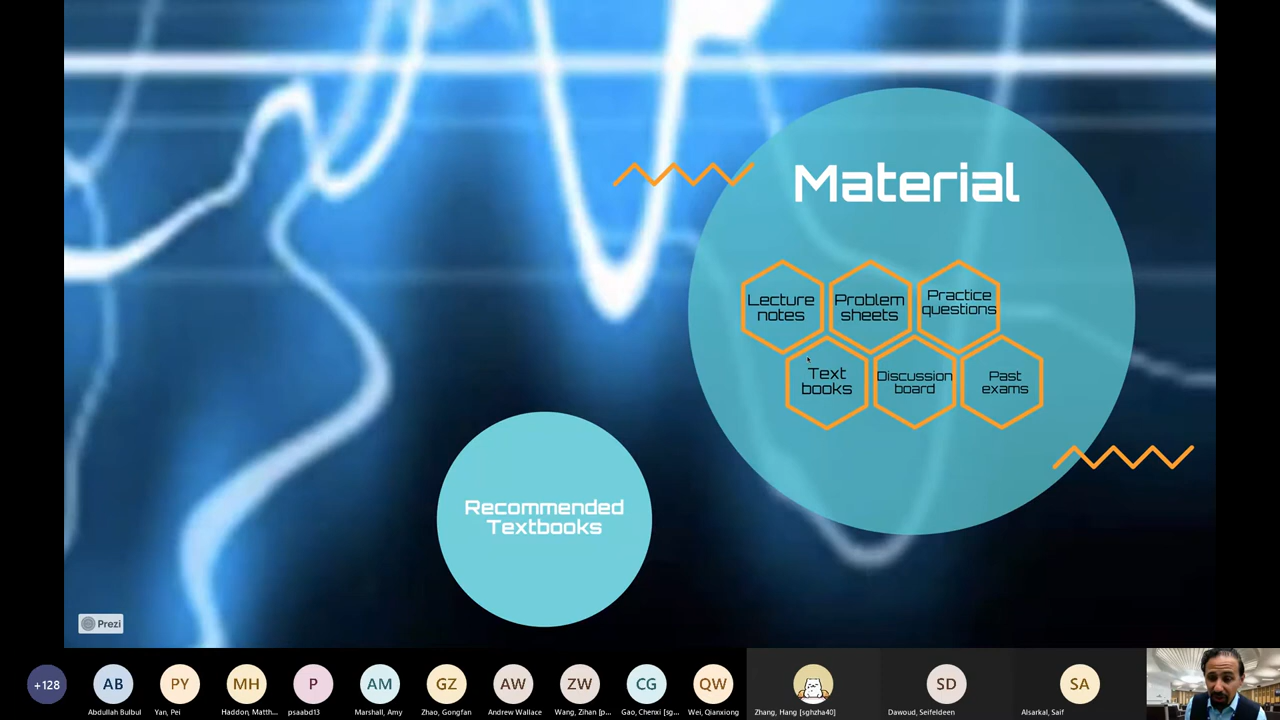 Material
Lecture
notes
Problem
sheets
Practice
questions
Text
books
Discussion
board
Past
exams
Recommended
Textbooks
Prezi
+128
AB
PY
MH
P
AM
GZ
AW
ZW
CG
QW
SD
SA
Abdullah Bulbul
Yan, Pei
Haddon, Matth...
psaabd13
Marshall, Amy
Zhao, Gongfan
Andrew Wallace
Wang, Zihan [p...
Gao, Chenxi [sg...
Wei, Qianxiong
Zhang, Hang [sghzha40]
Dawoud, Seifeldeen
Alsarkal, Saif